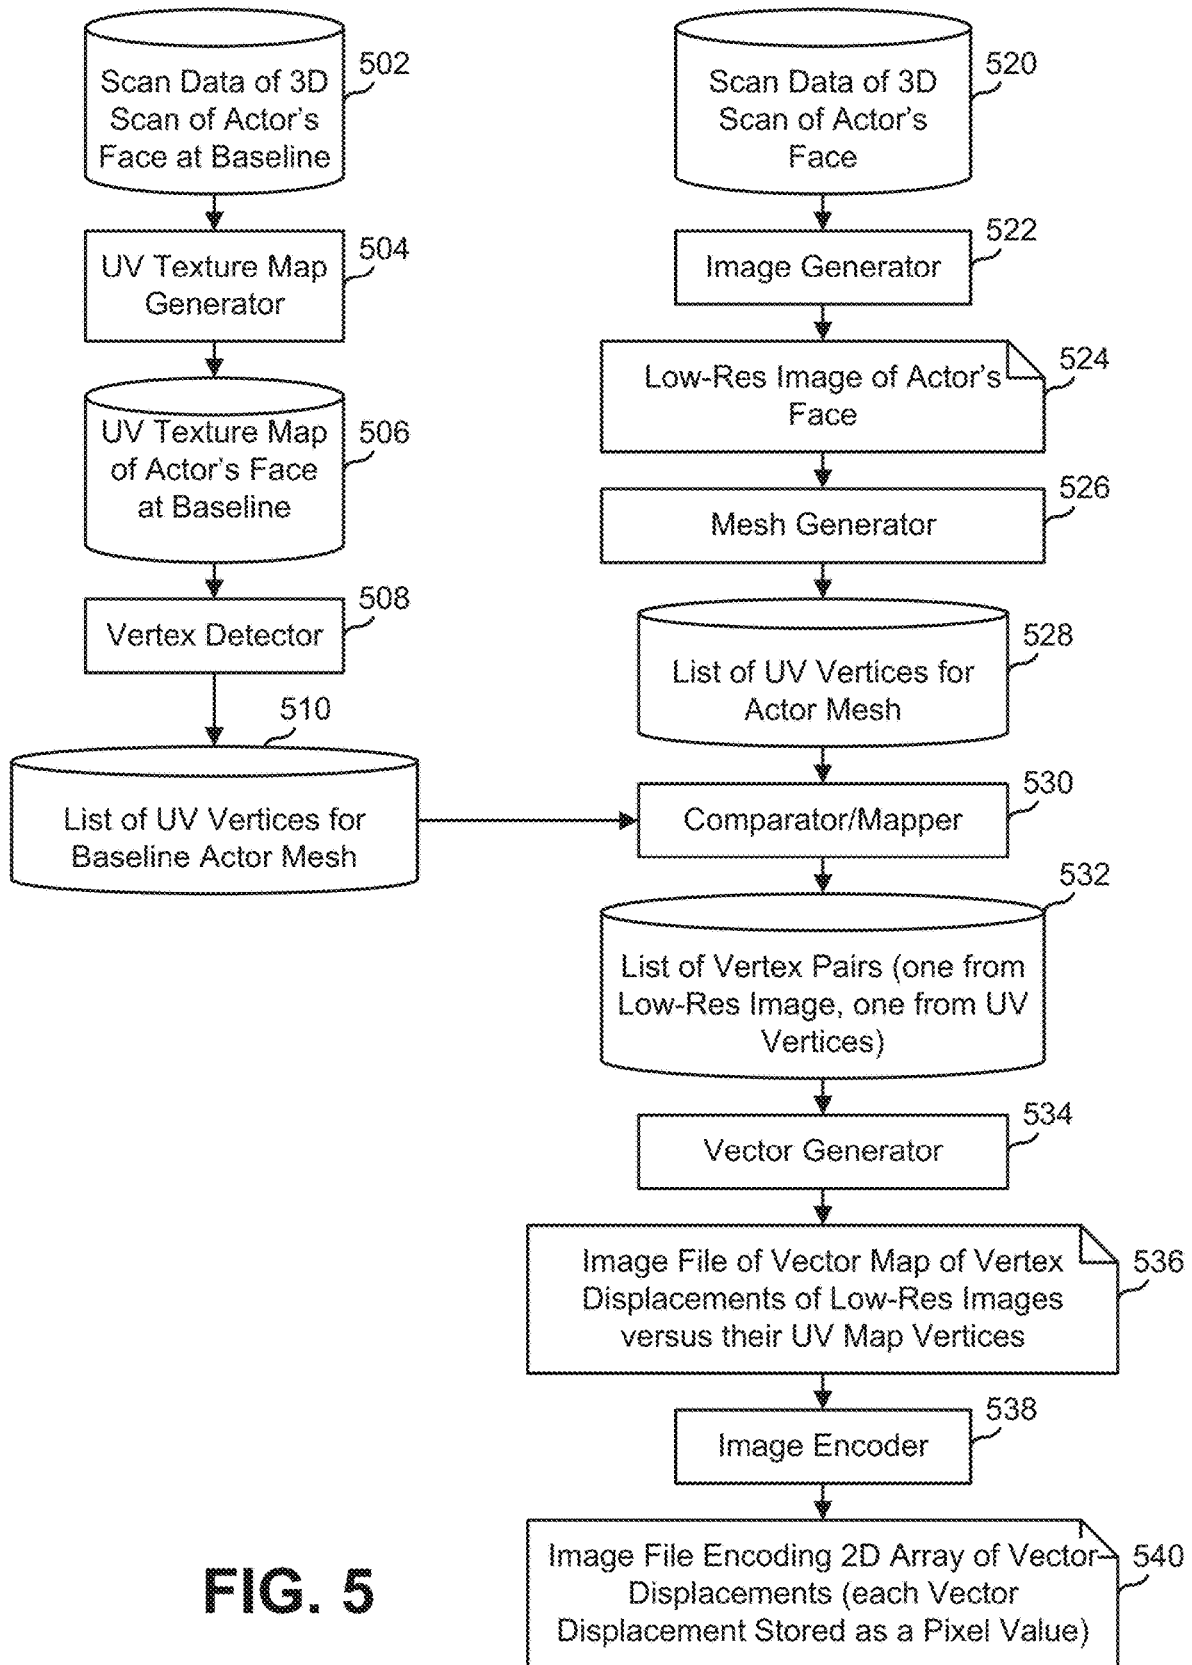 Scan Data of 3D
Scan of Actor's
Face at Baseline
502
UV Texture Map
Generator
504
UV Texture Map
of Actor's Face
at Baseline
506
Vertex Detector
508
510
List of UV Vertices for
Baseline Actor Mesh
Scan Data of 3D
Scan of Actor's
Face
520
Image Generator
522
Low-Res Image of Actor's
Face
524
Mesh Generator
526
List of UV Vertices for
Actor Mesh
528
Comparator/Mapper
530
List of Vertex Pairs (one from
Low-Res Image, one from UV
Vertices)
532
Vector Generator
534
Image File of Vector Map of Vertex
Displacements of Low-Res Images
versus their UV Map Vertices
536
Image Encoder
538
Image File Encoding 2D Array of Vector
Displacements (each Vector
Displacement Stored as a Pixel Value)
540
FIG. 5